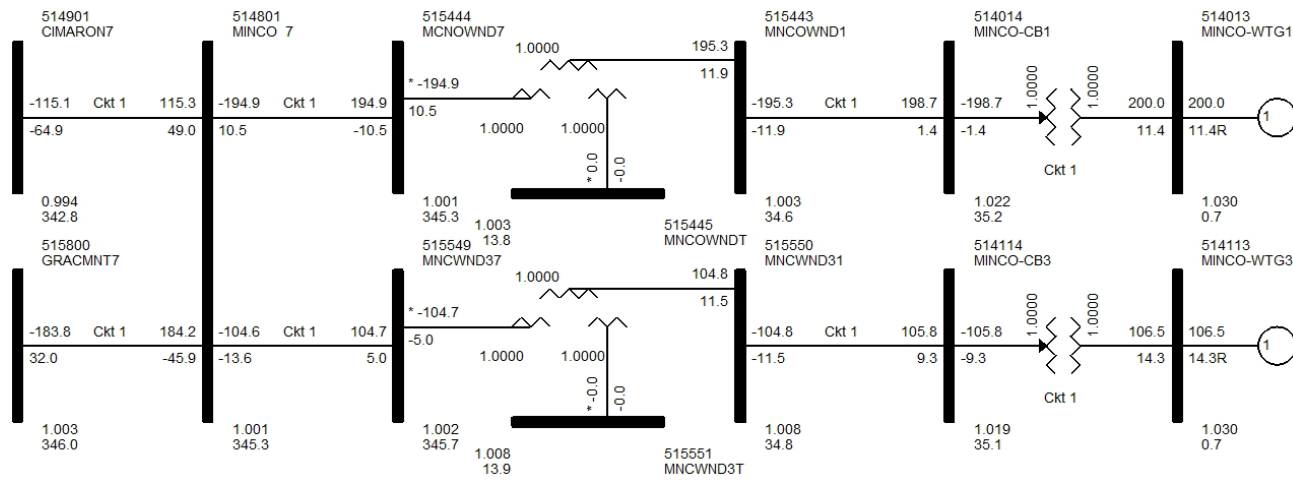 514901 514801 515444 515443 514014 514013
CIMARON7 MINCO 7 MCNOWND7 MNCOWND1 MINCO-CB1 MINCO-WTG1
1.0000 195.3
* -194.9 11.9
-115.1 Ckt 1 115.3 -194.9 Ckt 1 194.9 10.5 -195.3 Ckt 1 198.7 -198.7 1.0000 1.0000 200.0 200.0 1
-64.9 49.0 10.5 -10.5 1.0000 1.0000 -11.9 1.4 -1.4 11.4 11.4R
* 0.0 -0.0 Ckt 1
0.994 1.001 1.003 1.022 1.030
342.8 345.3 34.6 35.2 0.7
1.003 515445
13.8 MNCOWNDT
515800 515549 515550 514114 514113
GRACMNT7 MNCWND37 MNCWND31 MINCO-CB3 MINCO-WTG3
1.0000 104.8
* -104.7 11.5
-183.8 Ckt 1 184.2 -104.6 Ckt 1 104.7 -5.0 -104.8 Ckt 1 105.8 -105.8 1.0000 1.0000 106.5 106.5 1
32.0 -45.9 -13.6 5.0 1.0000 1.0000 -11.5 9.3 -9.3 14.3 14.3R
* -0.0 -0.0 Ckt 1
1.003 1.001 1.002 1.008 1.019 1.030
346.0 345.3 345.7 34.8 35.1 0.7
1.008 515551
13.9 MNCWND3T